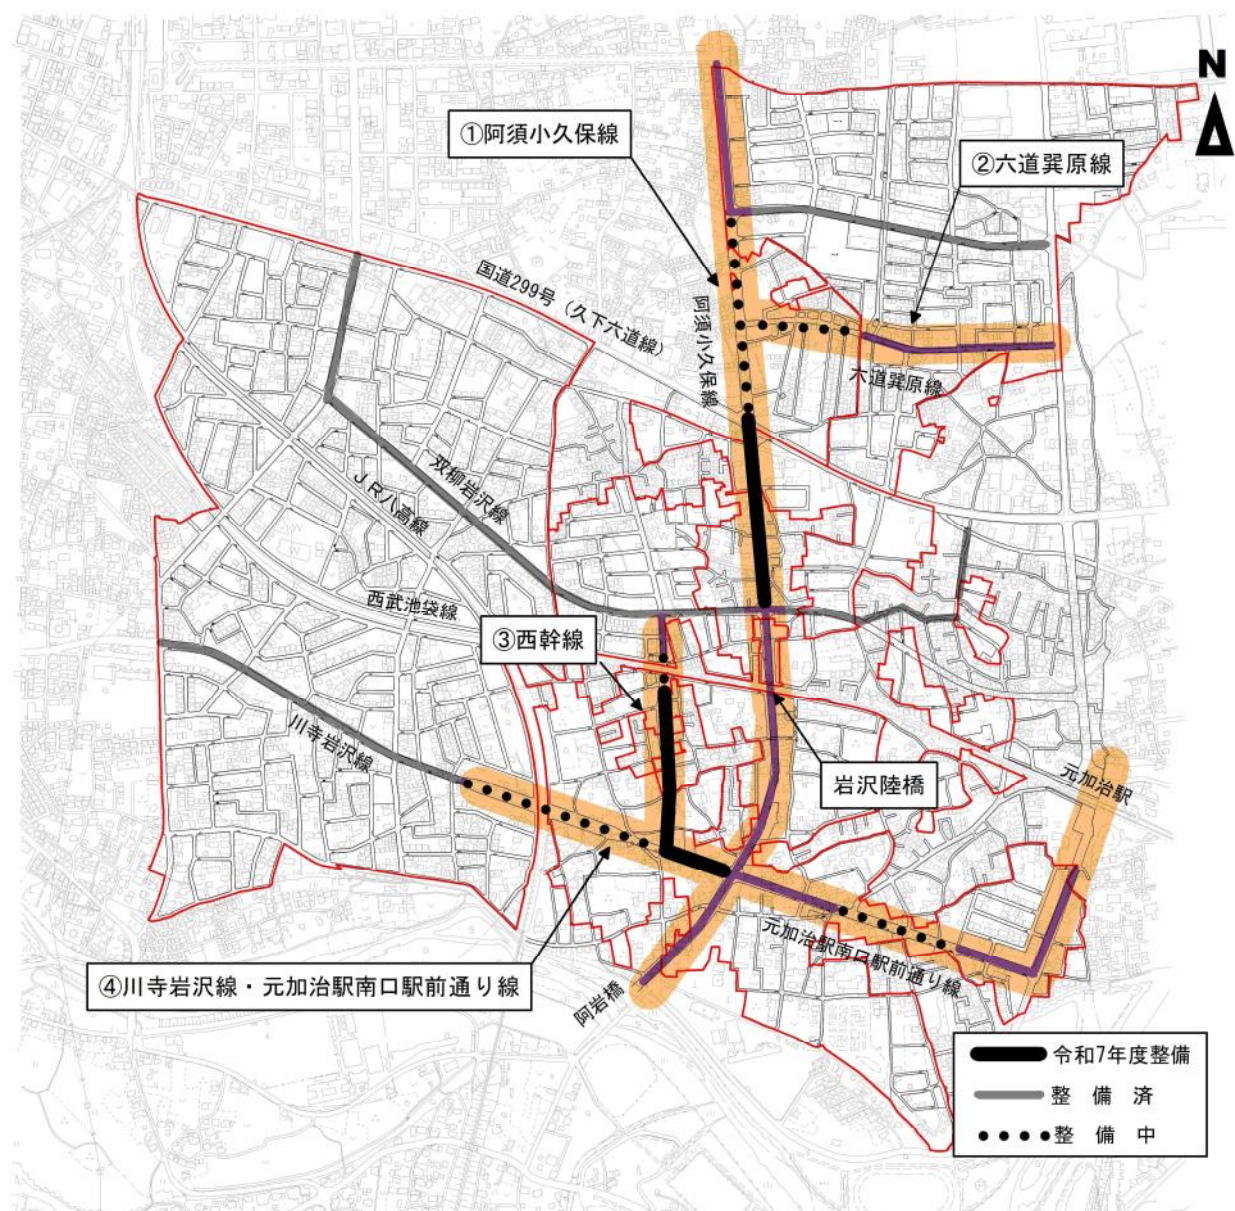 N
①阿須小久保線
②六道巽原線
国道299号（久下六道線）
阿須小久保線
六道巽原線
双柳岩沢線
ＪＲ八高線
西武池袋線
③西幹線
川寺岩沢線
岩沢陸橋
元加治駅
元加治駅南口駅前通り線
④川寺岩沢線・元加治駅南口駅前通り線
阿岩橋
令和7年度整備
整備済
整備中